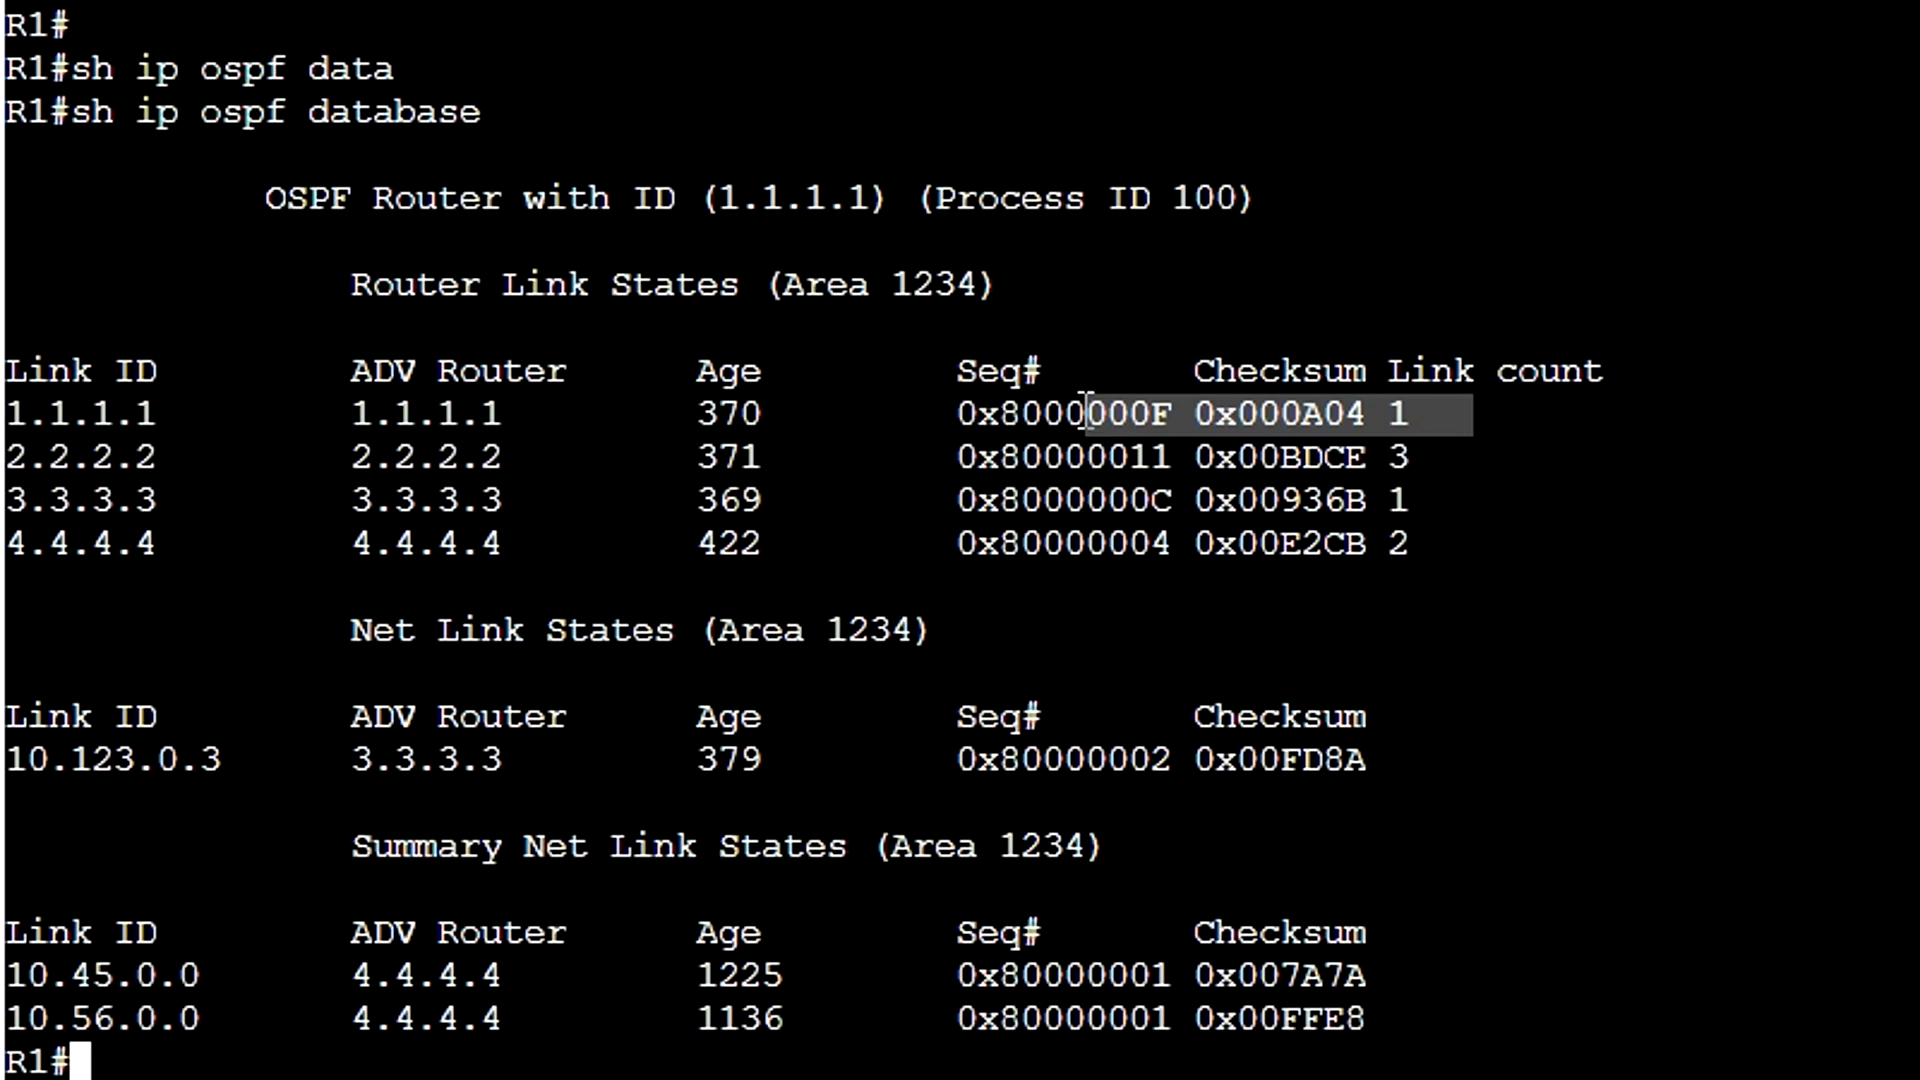 R1#
R1#sh ip ospf data
R1#sh ip ospf database
OSPF Router with ID (1.1.1.1) (Process ID 100)
Router Link States (Area 1234)
Link ID ADV Router Age Seq# Checksum Link count
1.1.1.1 1.1.1.1 370 0x8000000F 0x000A04 1
2.2.2.2 2.2.2.2 371 0x80000011 0x00BDCE 3
3.3.3.3 3.3.3.3 369 0x8000000C 0x00936B 1
4.4.4.4 4.4.4.4 422 0x80000004 0x00E2CB 2
Net Link States (Area 1234)
Link ID ADV Router Age Seq# Checksum
10.123.0.3 3.3.3.3 379 0x80000002 0x00FD8A
Summary Net Link States (Area 1234)
Link ID ADV Router Age Seq# Checksum
10.45.0.0 4.4.4.4 1225 0x80000001 0x007A7A
10.56.0.0 4.4.4.4 1136 0x80000001 0x00FFE8
R1#